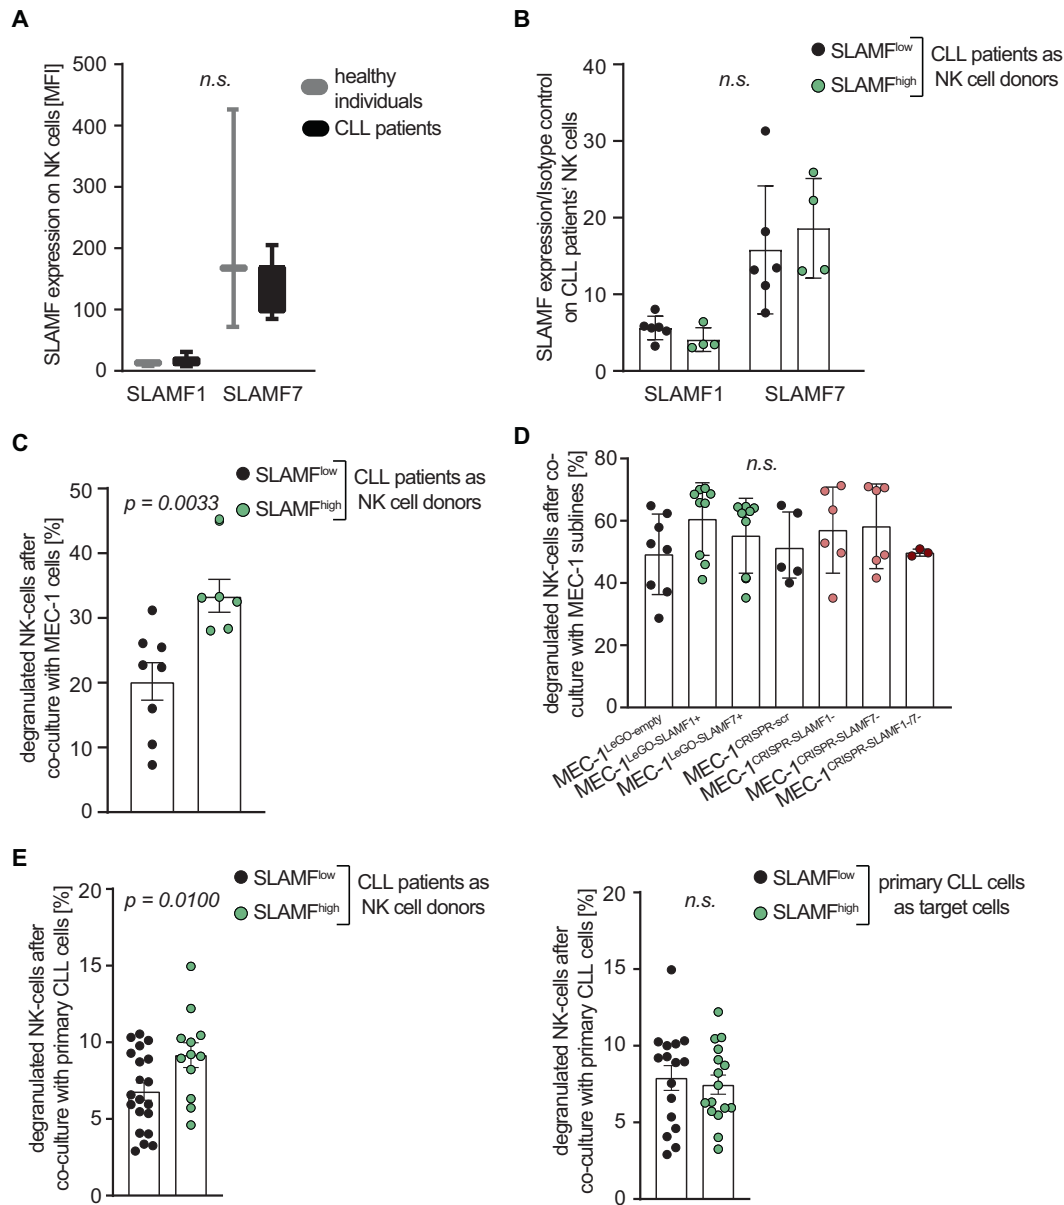 A
SLAMF expression on NK cells [MFI]
500
400
300
200
100
0
n.s.
healthy
individuals
CLL patients
SLAMF1
SLAMF7
B
SLAMF expression/Isotype control
on CLL patients' NK cells
40
30
20
10
0
n.s.
SLAMFlow
SLAMFhigh
CLL patients as
NK cell donors
SLAMF1
SLAMF7
C
degranulated NK-cells after
co-culture with MEC-1 cells [%]
50
40
30
20
10
0
p = 0.0033
SLAMFlow
SLAMFhigh
CLL patients as
NK cell donors
D
degranulated NK-cells after co-
culture with MEC-1 sublines [%]
80
60
40
20
0
n.s.
MEC-1LeGO-empty
MEC-1LeGO-SLAMF1+
MEC-1LeGO-SLAMF7+
MEC-1CRISPR-scr
MEC-1CRISPR-SLAMF1-
MEC-1CRISPR-SLAMF7-
MEC-1CRISPR-SLAMF1-/7-
E
degranulated NK-cells after
co-culture with primary CLL cells [%]
20
15
10
5
0
p = 0.0100
SLAMFlow
SLAMFhigh
CLL patients as
NK cell donors
degranulated NK-cells after
co-culture with primary CLL cells [%]
20
15
10
5
0
n.s.
SLAMFlow
SLAMFhigh
primary CLL cells
as target cells